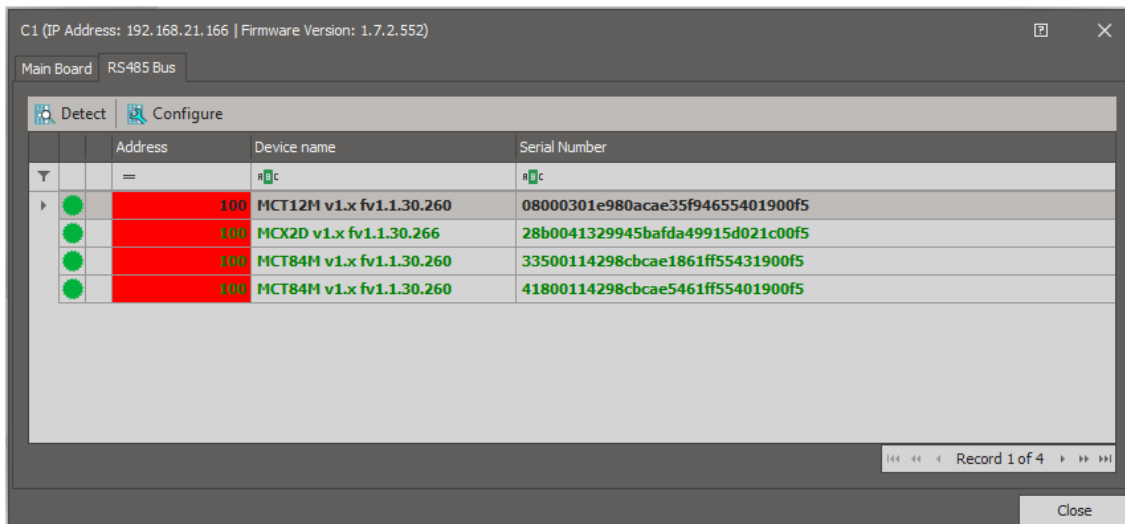 C1 (IP Address: 192.168.21.166 | Firmware Version: 1.7.2.552)
Main Board RS485 Bus
Detect Configure
Address Device name Serial Number
= ABC ABC
100 MCT12M v1.x fv1.1.30.260 08000301e980acae35f94655401900f5
100 MCX2D v1.x fv1.1.30.266 28b0041329945bafda49915d021c00f5
100 MCT84M v1.x fv1.1.30.260 33500114298cbcae1861ff55431900f5
100 MCT84M v1.x fv1.1.30.260 41800114298cbcae5461ff55401900f5
Record 1 of 4
Close